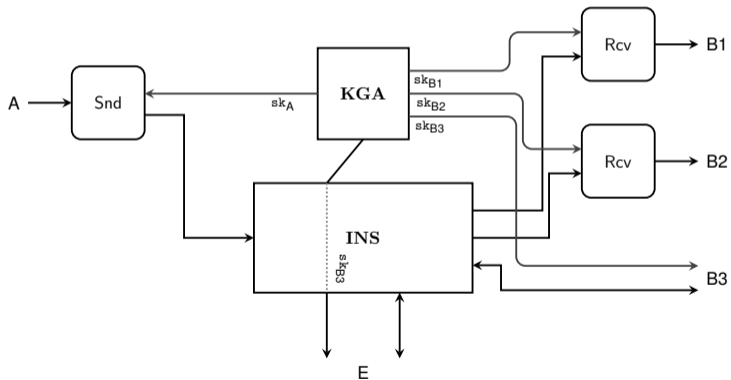 B1
Rcv
sk_B1
KGA
A
Snd
sk_A
sk_B2
sk_B3
Rcv
B2
INS
sk_B3
B3
E